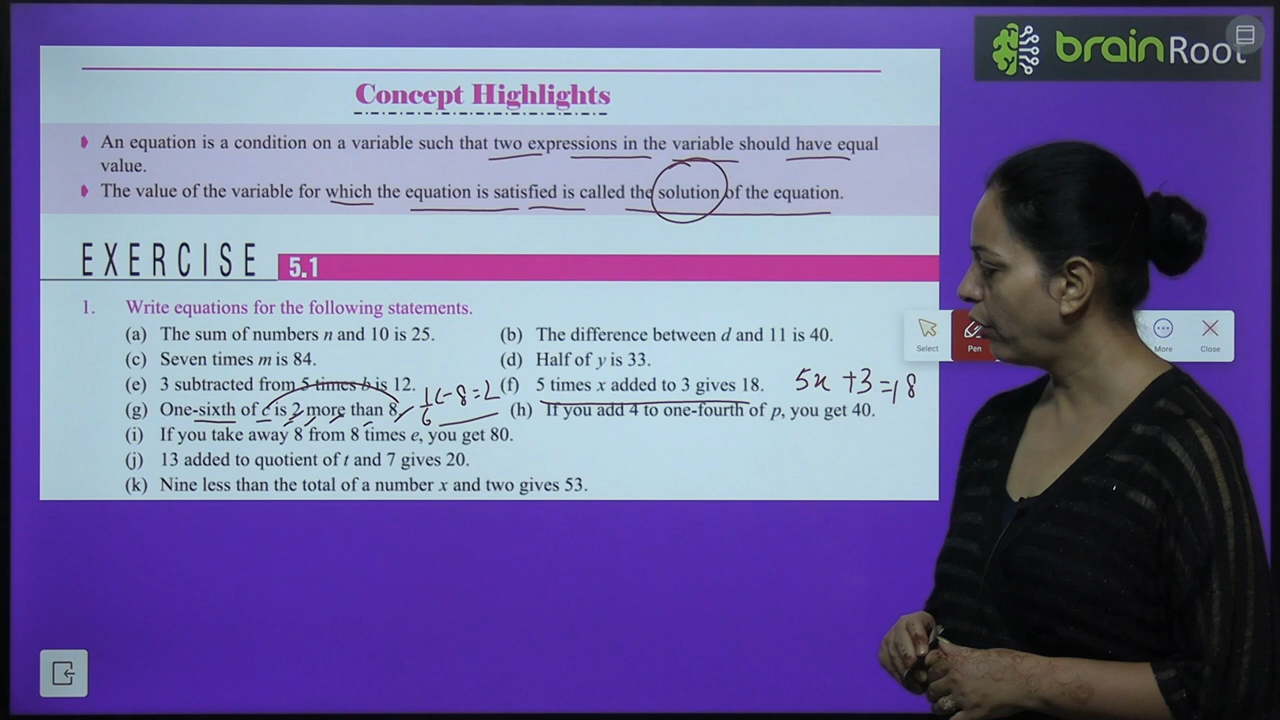 brainRoot
Concept Highlights
An equation is a condition on a variable such that two expressions in the variable should have equal
value.
The value of the variable for which the equation is satisfied is called the solution of the equation.
EXERCISE 5.1
1. Write equations for the following statements.
(a) The sum of numbers n and 10 is 25. (b) The difference between d and 11 is 40.
(c) Seven times m is 84. (d) Half of y is 33.
(e) 3 subtracted from 5 times b is 12. (f) 5 times x added to 3 gives 18. 5x + 3 = 18
(g) One-sixth of c is 2 more than 8. 1/6 c - 8 = 2 (h) If you add 4 to one-fourth of p, you get 40.
(i) If you take away 8 from 8 times e, you get 80.
(j) 13 added to quotient of t and 7 gives 20.
(k) Nine less than the total of a number x and two gives 53.
Select Pen More Close